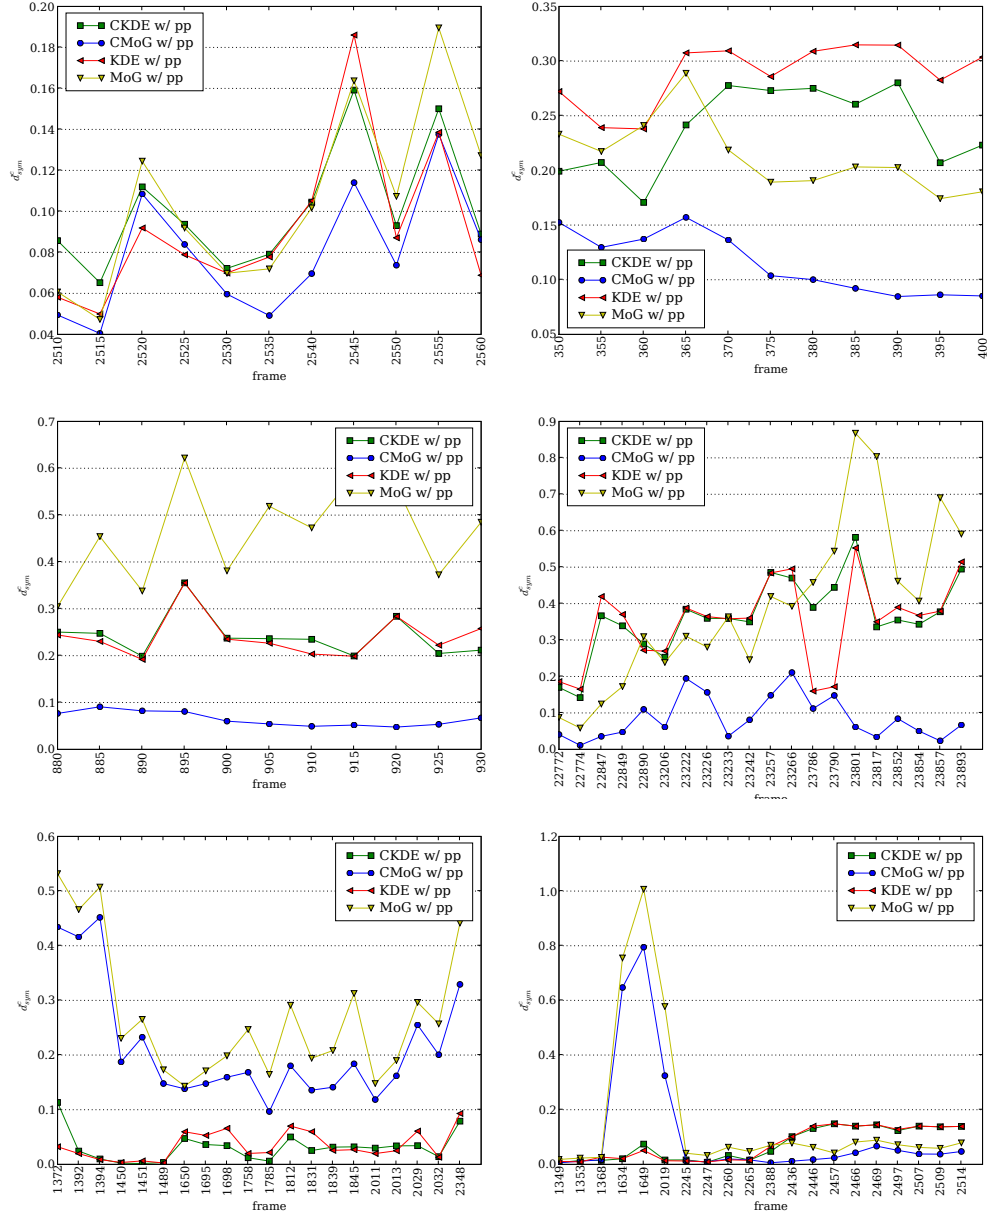 0.20
0.18
0.16
0.14
0.12
0.10
0.08
0.06
0.04
d^c_sym
CKDE w/ pp
CMoG w/ pp
KDE w/ pp
MoG w/ pp
2510 2515 2520 2525 2530 2535 2540 2545 2550 2555 2560
frame
0.35
0.30
0.25
0.20
0.15
0.10
0.05
d^c_sym
CKDE w/ pp
CMoG w/ pp
KDE w/ pp
MoG w/ pp
350 355 360 365 370 375 380 385 390 395 400
frame
0.7
0.6
0.5
0.4
0.3
0.2
0.1
0.0
d^c_sym
CKDE w/ pp
CMoG w/ pp
KDE w/ pp
MoG w/ pp
880 885 890 895 900 905 910 915 920 925 930
frame
0.9
0.8
0.7
0.6
0.5
0.4
0.3
0.2
0.1
0.0
d^c_sym
CKDE w/ pp
CMoG w/ pp
KDE w/ pp
MoG w/ pp
22772 22774 22847 22849 22890 23206 23222 23226 23233 23242 23257 23266 23786 23790 23801 23817 23852 23854 23857 23893
frame
0.6
0.5
0.4
0.3
0.2
0.1
0.0
d^c_sym
CKDE w/ pp
CMoG w/ pp
KDE w/ pp
MoG w/ pp
1372 1392 1394 1450 1451 1489 1650 1695 1698 1758 1785 1812 1831 1839 1845 2011 2013 2029 2032 2348
frame
1.2
1.0
0.8
0.6
0.4
0.2
0.0
d^c_sym
CKDE w/ pp
CMoG w/ pp
KDE w/ pp
MoG w/ pp
1349 1353 1368 1634 1649 2019 2245 2247 2260 2265 2388 2436 2446 2457 2466 2469 2497 2507 2509 2514
frame